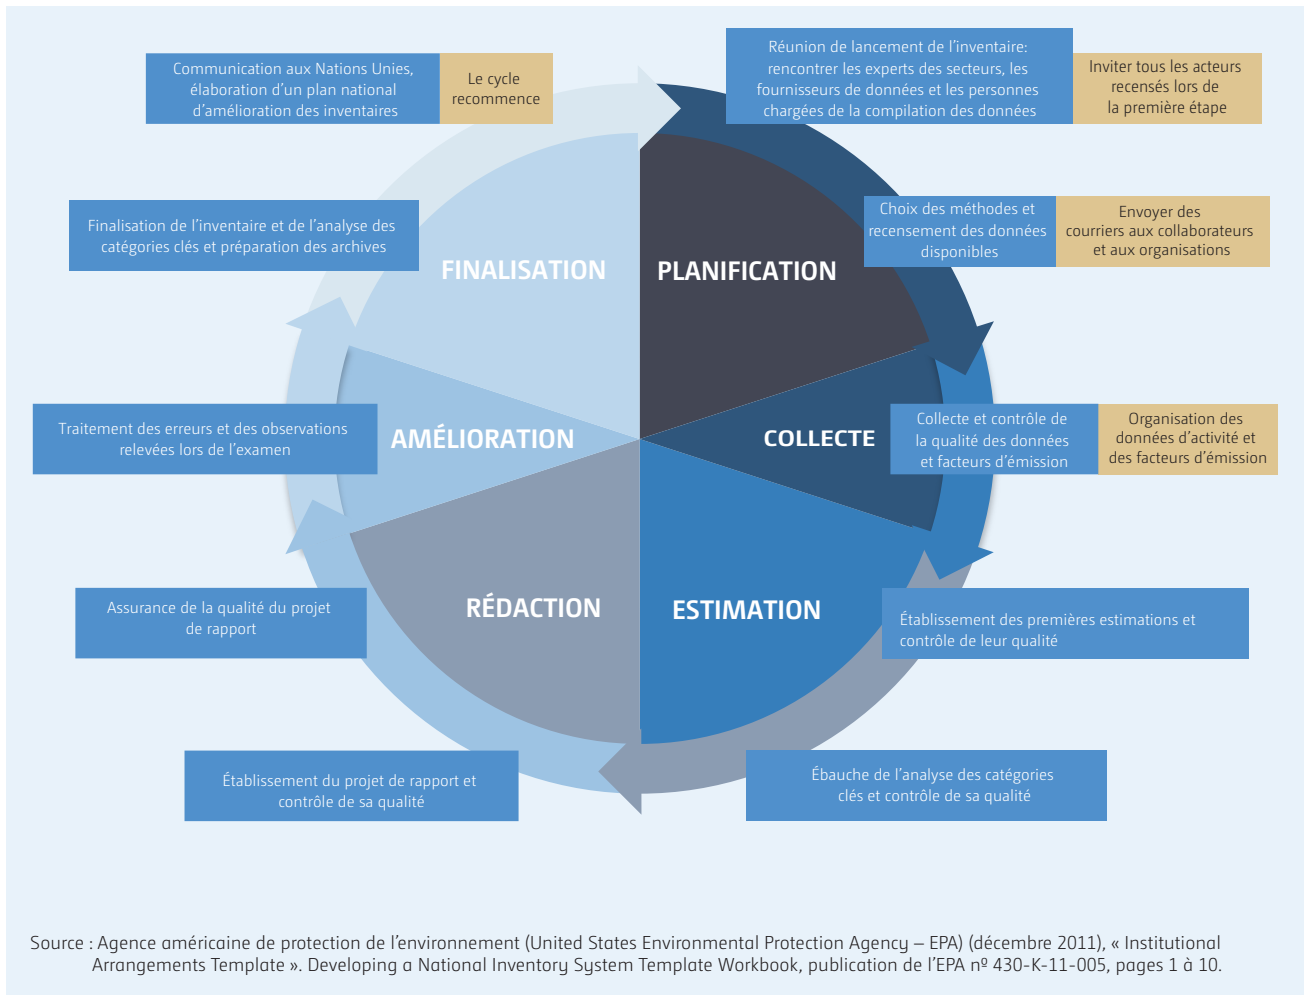 Communication aux Nations Unies,
élaboration d'un plan national
d'amélioration des inventaires
Le cycle
recommence
Réunion de lancement de l'inventaire:
rencontrer les experts des secteurs, les
fournisseurs de données et les personnes
chargées de la compilation des données
Inviter tous les acteurs
recensés lors de
la première étape
Finalisation de l'inventaire et de l'analyse des
catégories clés et préparation des archives
Choix des méthodes et
recensement des données
disponibles
Envoyer des
courriers aux collaborateurs
et aux organisations
FINALISATION
PLANIFICATION
Traitement des erreurs et des observations
relevées lors de l'examen
AMÉLIORATION
COLLECTE
Collecte et contrôle de
la qualité des données
et facteurs d'émission
Organisation des
données d'activité et
des facteurs d'émission
Assurance de la qualité du projet
de rapport
RÉDACTION
ESTIMATION
Établissement des premières estimations et
contrôle de leur qualité
Établissement du projet de rapport et
contrôle de sa qualité
Ébauche de l'analyse des catégories
clés et contrôle de sa qualité
Source : Agence américaine de protection de l'environnement (United States Environmental Protection Agency – EPA) (décembre 2011), « Institutional
Arrangements Template ». Developing a National Inventory System Template Workbook, publication de l'EPA nº 430-K-11-005, pages 1 à 10.